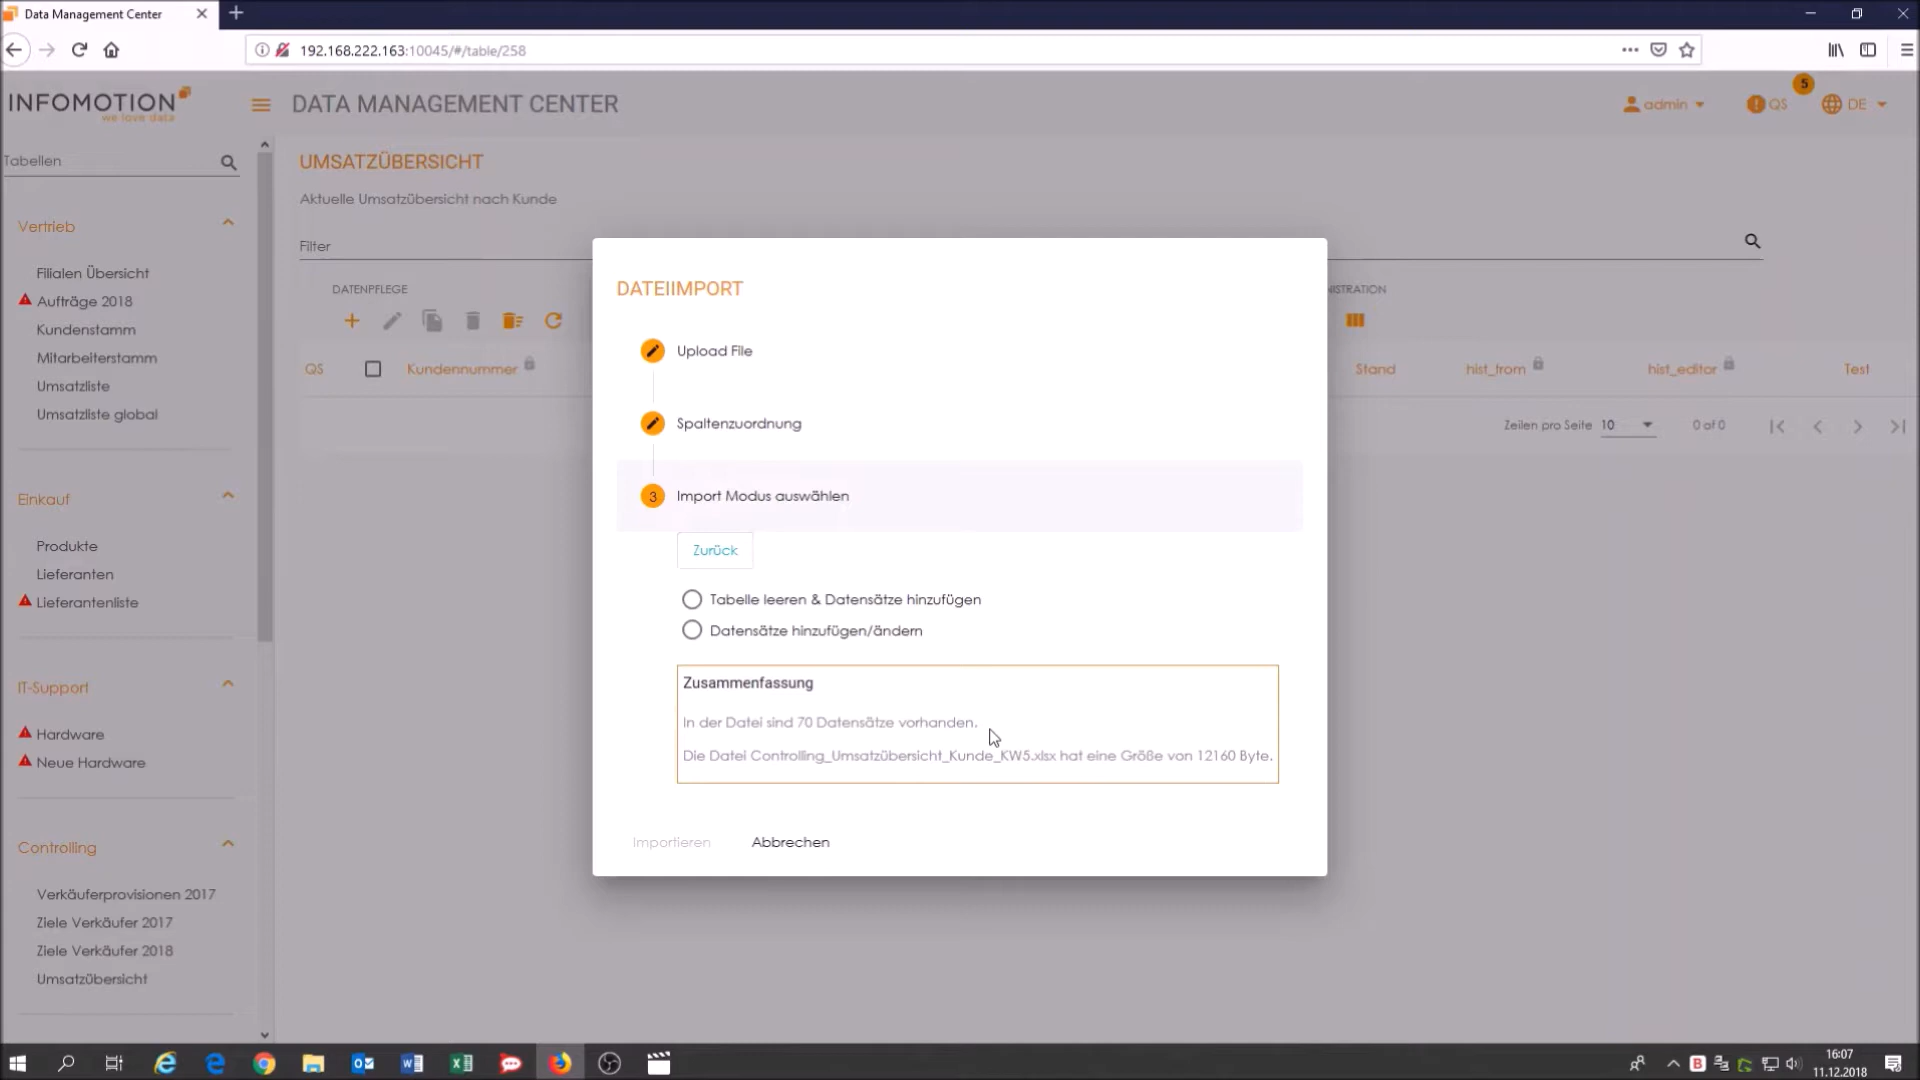 Data Management Center
192.168.222.163:10045/#/table/258
INFOMOTION
we love data
DATA MANAGEMENT CENTER
admin
QS
5
DE
Tabellen
Vertrieb
Filialen Übersicht
Aufträge 2018
Kundenstamm
Mitarbeiterstamm
Umsatzliste
Umsatzliste global
Einkauf
Produkte
Lieferanten
Lieferantenliste
IT-Support
Hardware
Neue Hardware
Controlling
Verkäuferprovisionen 2017
Ziele Verkäufer 2017
Ziele Verkäufer 2018
Umsatzübersicht
UMSATZÜBERSICHT
Aktuelle Umsatzübersicht nach Kunde
Filter
DATENPFLEGE
NISTRATION
QS
Kundennummer
Stand
hist_from
hist_editor
Test
Zeilen pro Seite 10
0 of 0
DATEIIMPORT
Upload File
Spaltenzuordnung
3 Import Modus auswählen
Zurück
Tabelle leeren & Datensätze hinzufügen
Datensätze hinzufügen/ändern
Zusammenfassung
In der Datei sind 70 Datensätze vorhanden.
Die Datei Controlling_Umsatzübersicht_Kunde_KW5.xlsx hat eine Größe von 12160 Byte.
Importieren
Abbrechen
16:07
11.12.2018